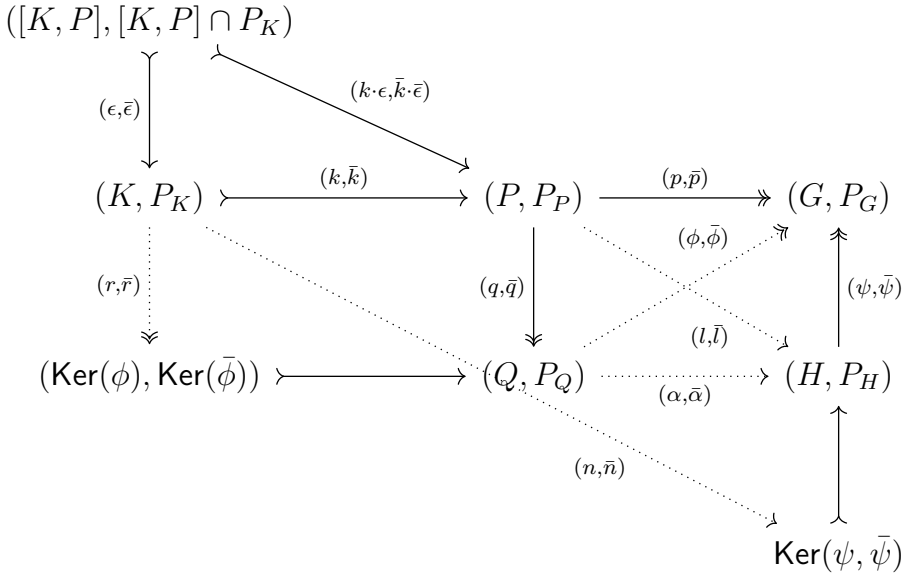 ([K, P], [K, P] ∩ P_K)
(k·ϵ, k̄·ϵ̄)
(ϵ, ϵ̄)
(K, P_K) (k, k̄) (P, P_P) (p, p̄) (G, P_G)
(ϕ, ϕ̄)
(r, r̄) (q, q̄) (ψ, ψ̄)
(l, l̄)
(Ker(ϕ), Ker(ϕ̄)) (Q, P_Q) (α, ᾱ) (H, P_H)
(n, n̄)
Ker(ψ, ψ̄)